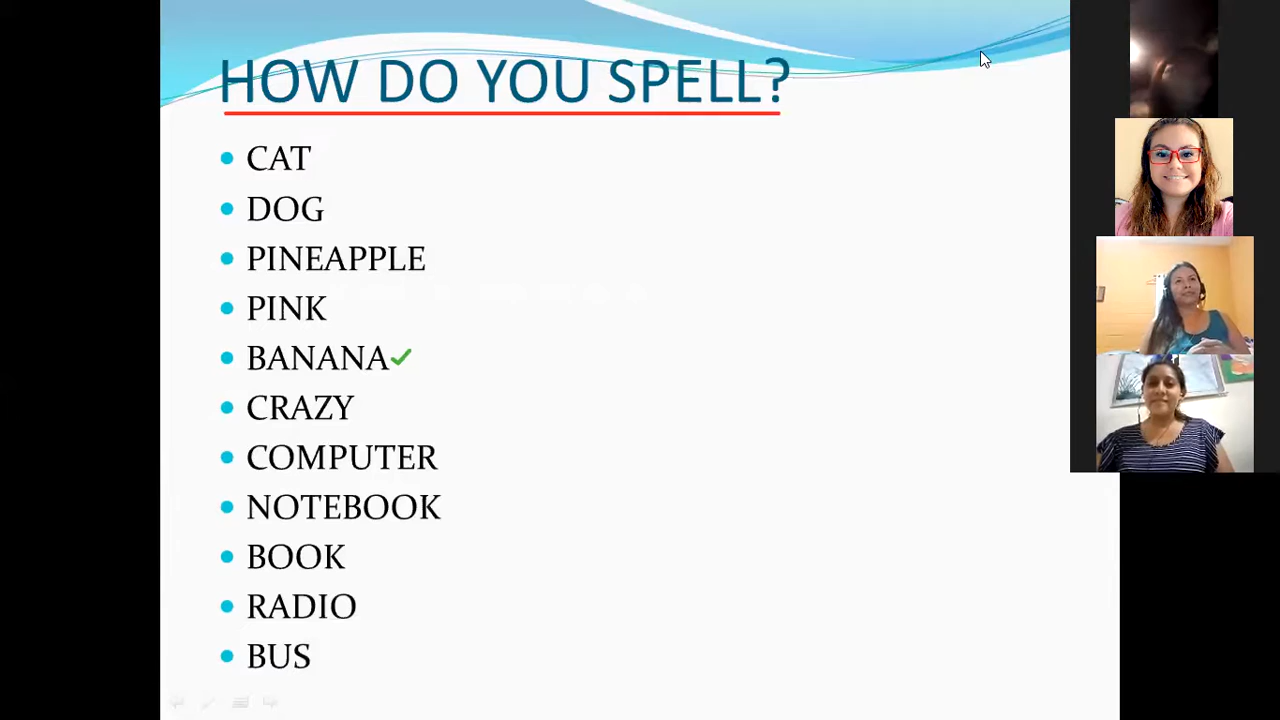 HOW DO YOU SPELL?
CAT
DOG
PINEAPPLE
PINK
BANANA
CRAZY
COMPUTER
NOTEBOOK
BOOK
RADIO
BUS